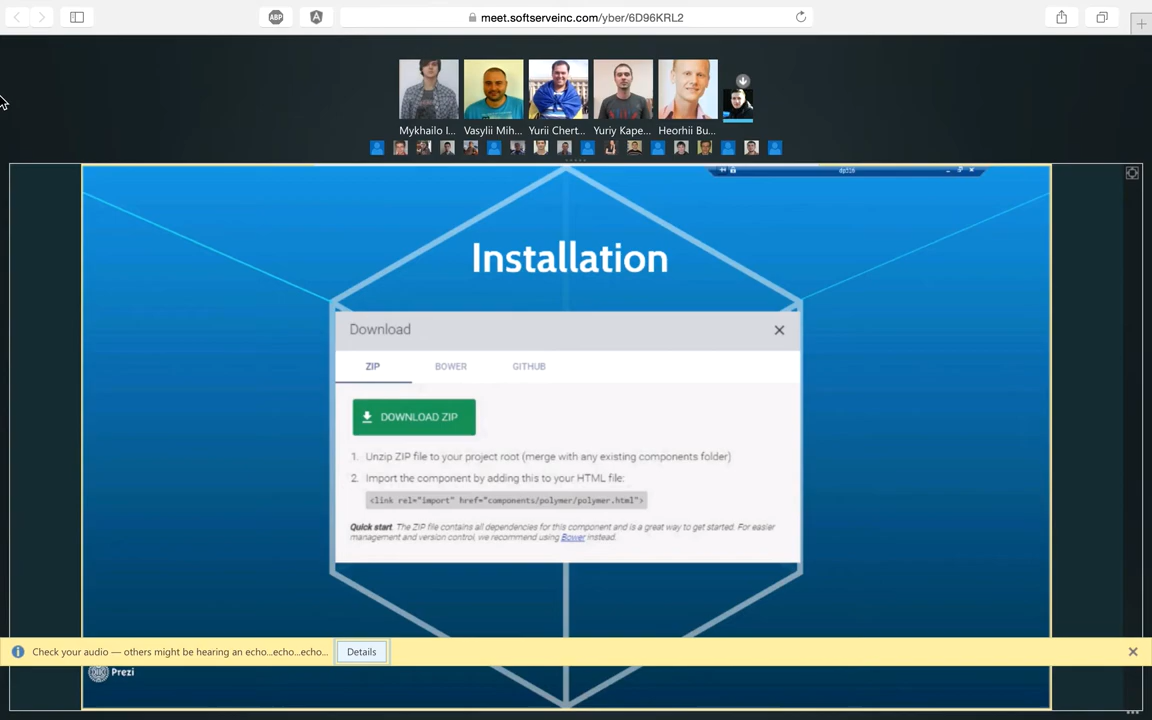 meet.softserveinc.com/yber/6D96KRL2
ABP
Mykhailo I... Vasylii Mih... Yurii Chert... Yuriy Kape... Heorhii Bu...
dp316
Installation
Download
ZIP BOWER GITHUB
DOWNLOAD ZIP
1. Unzip ZIP file to your project root (merge with any existing components folder)
2. Import the component by adding this to your HTML file:
<link rel="import" href="components/polymer/polymer.html">
Quick start. The ZIP file contains all dependencies for this component and is a great way to get started. For easier
management and version control, we recommend using Bower instead.
Check your audio — others might be hearing an echo...echo...echo... Details
Prezi